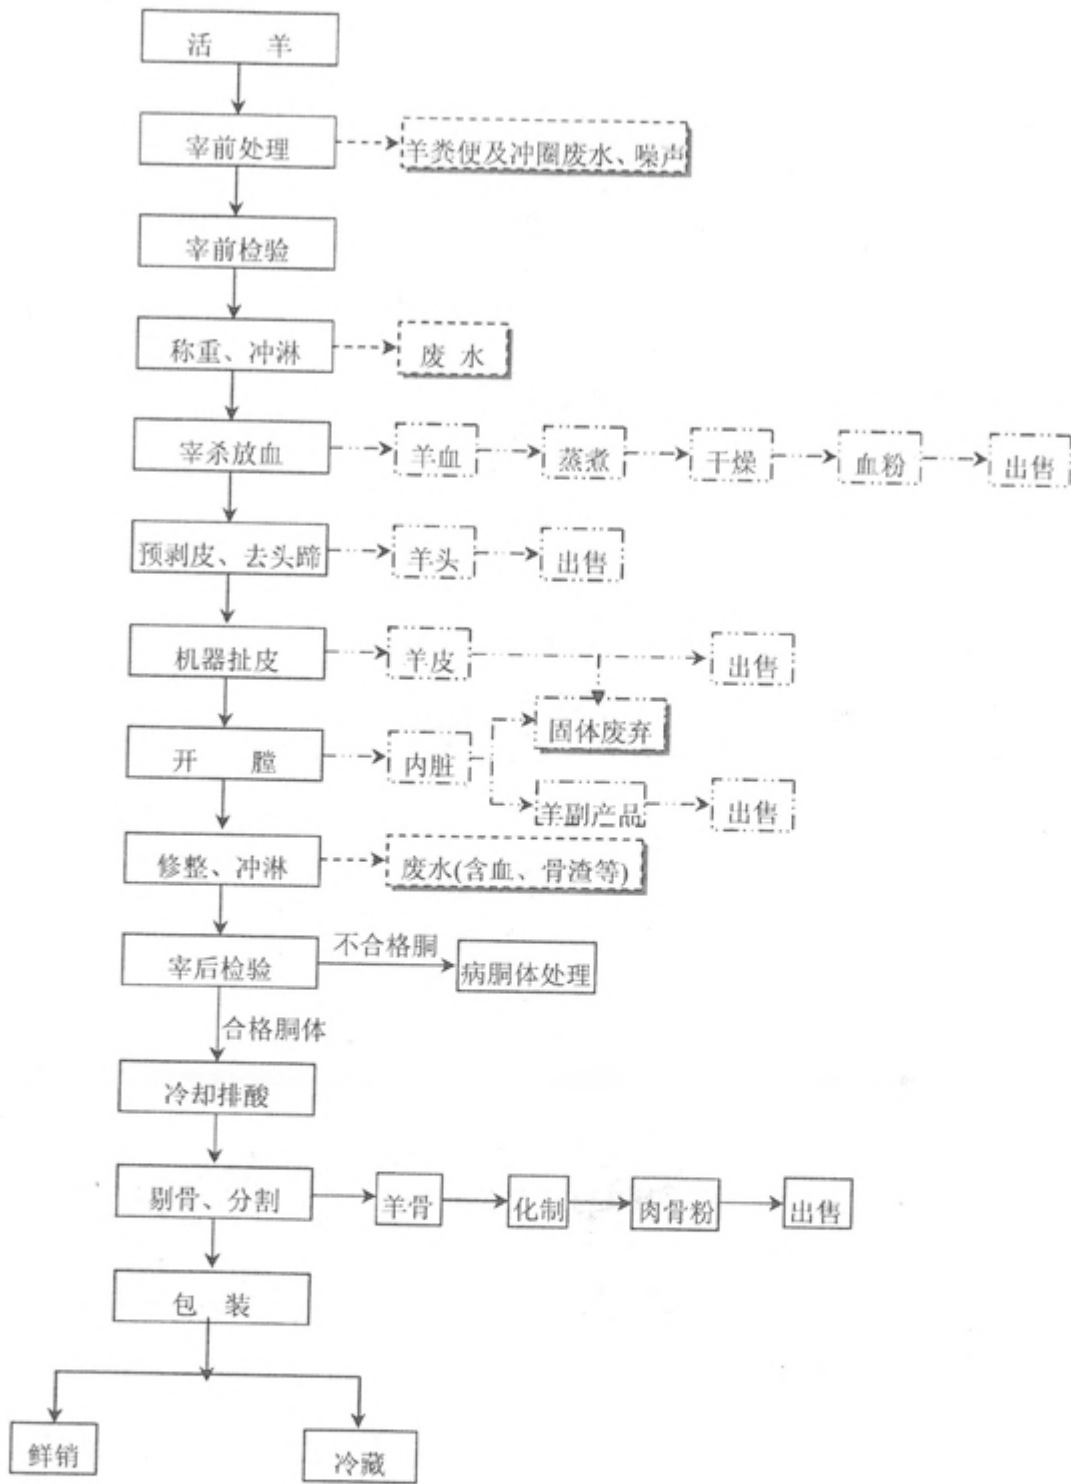 活 羊
宰前处理
羊粪便及冲圈废水、噪声
宰前检验
称重、冲淋
废 水
宰杀放血
羊血
蒸煮
干燥
血粉
出售
预剥皮、去头蹄
羊头
出售
机器扯皮
羊皮
出售
固体废弃
开 膛
内脏
羊副产品
出售
修整、冲淋
废水(含血、骨渣等)
宰后检验
不合格胴
病胴体处理
合格胴体
冷却排酸
剔骨、分割
羊骨
化制
肉骨粉
出售
包 装
鲜销
冷藏